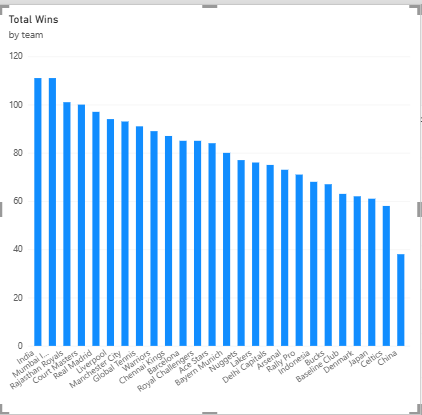 Total Wins
by team
120
100
80
60
40
20
0
India
Mumbai I...
Rajasthan Royals
Court Masters
Real Madrid
Liverpool
Manchester City
Global Tennis
Warriors
Chennai Kings
Barcelona
Royal Challengers
Ace Stars
Bayern Munich
Nuggets
Lakers
Delhi Capitals
Arsenal
Rally Pro
Indonesia
Bucks
Baseline Club
Denmark
Japan
Celtics
China